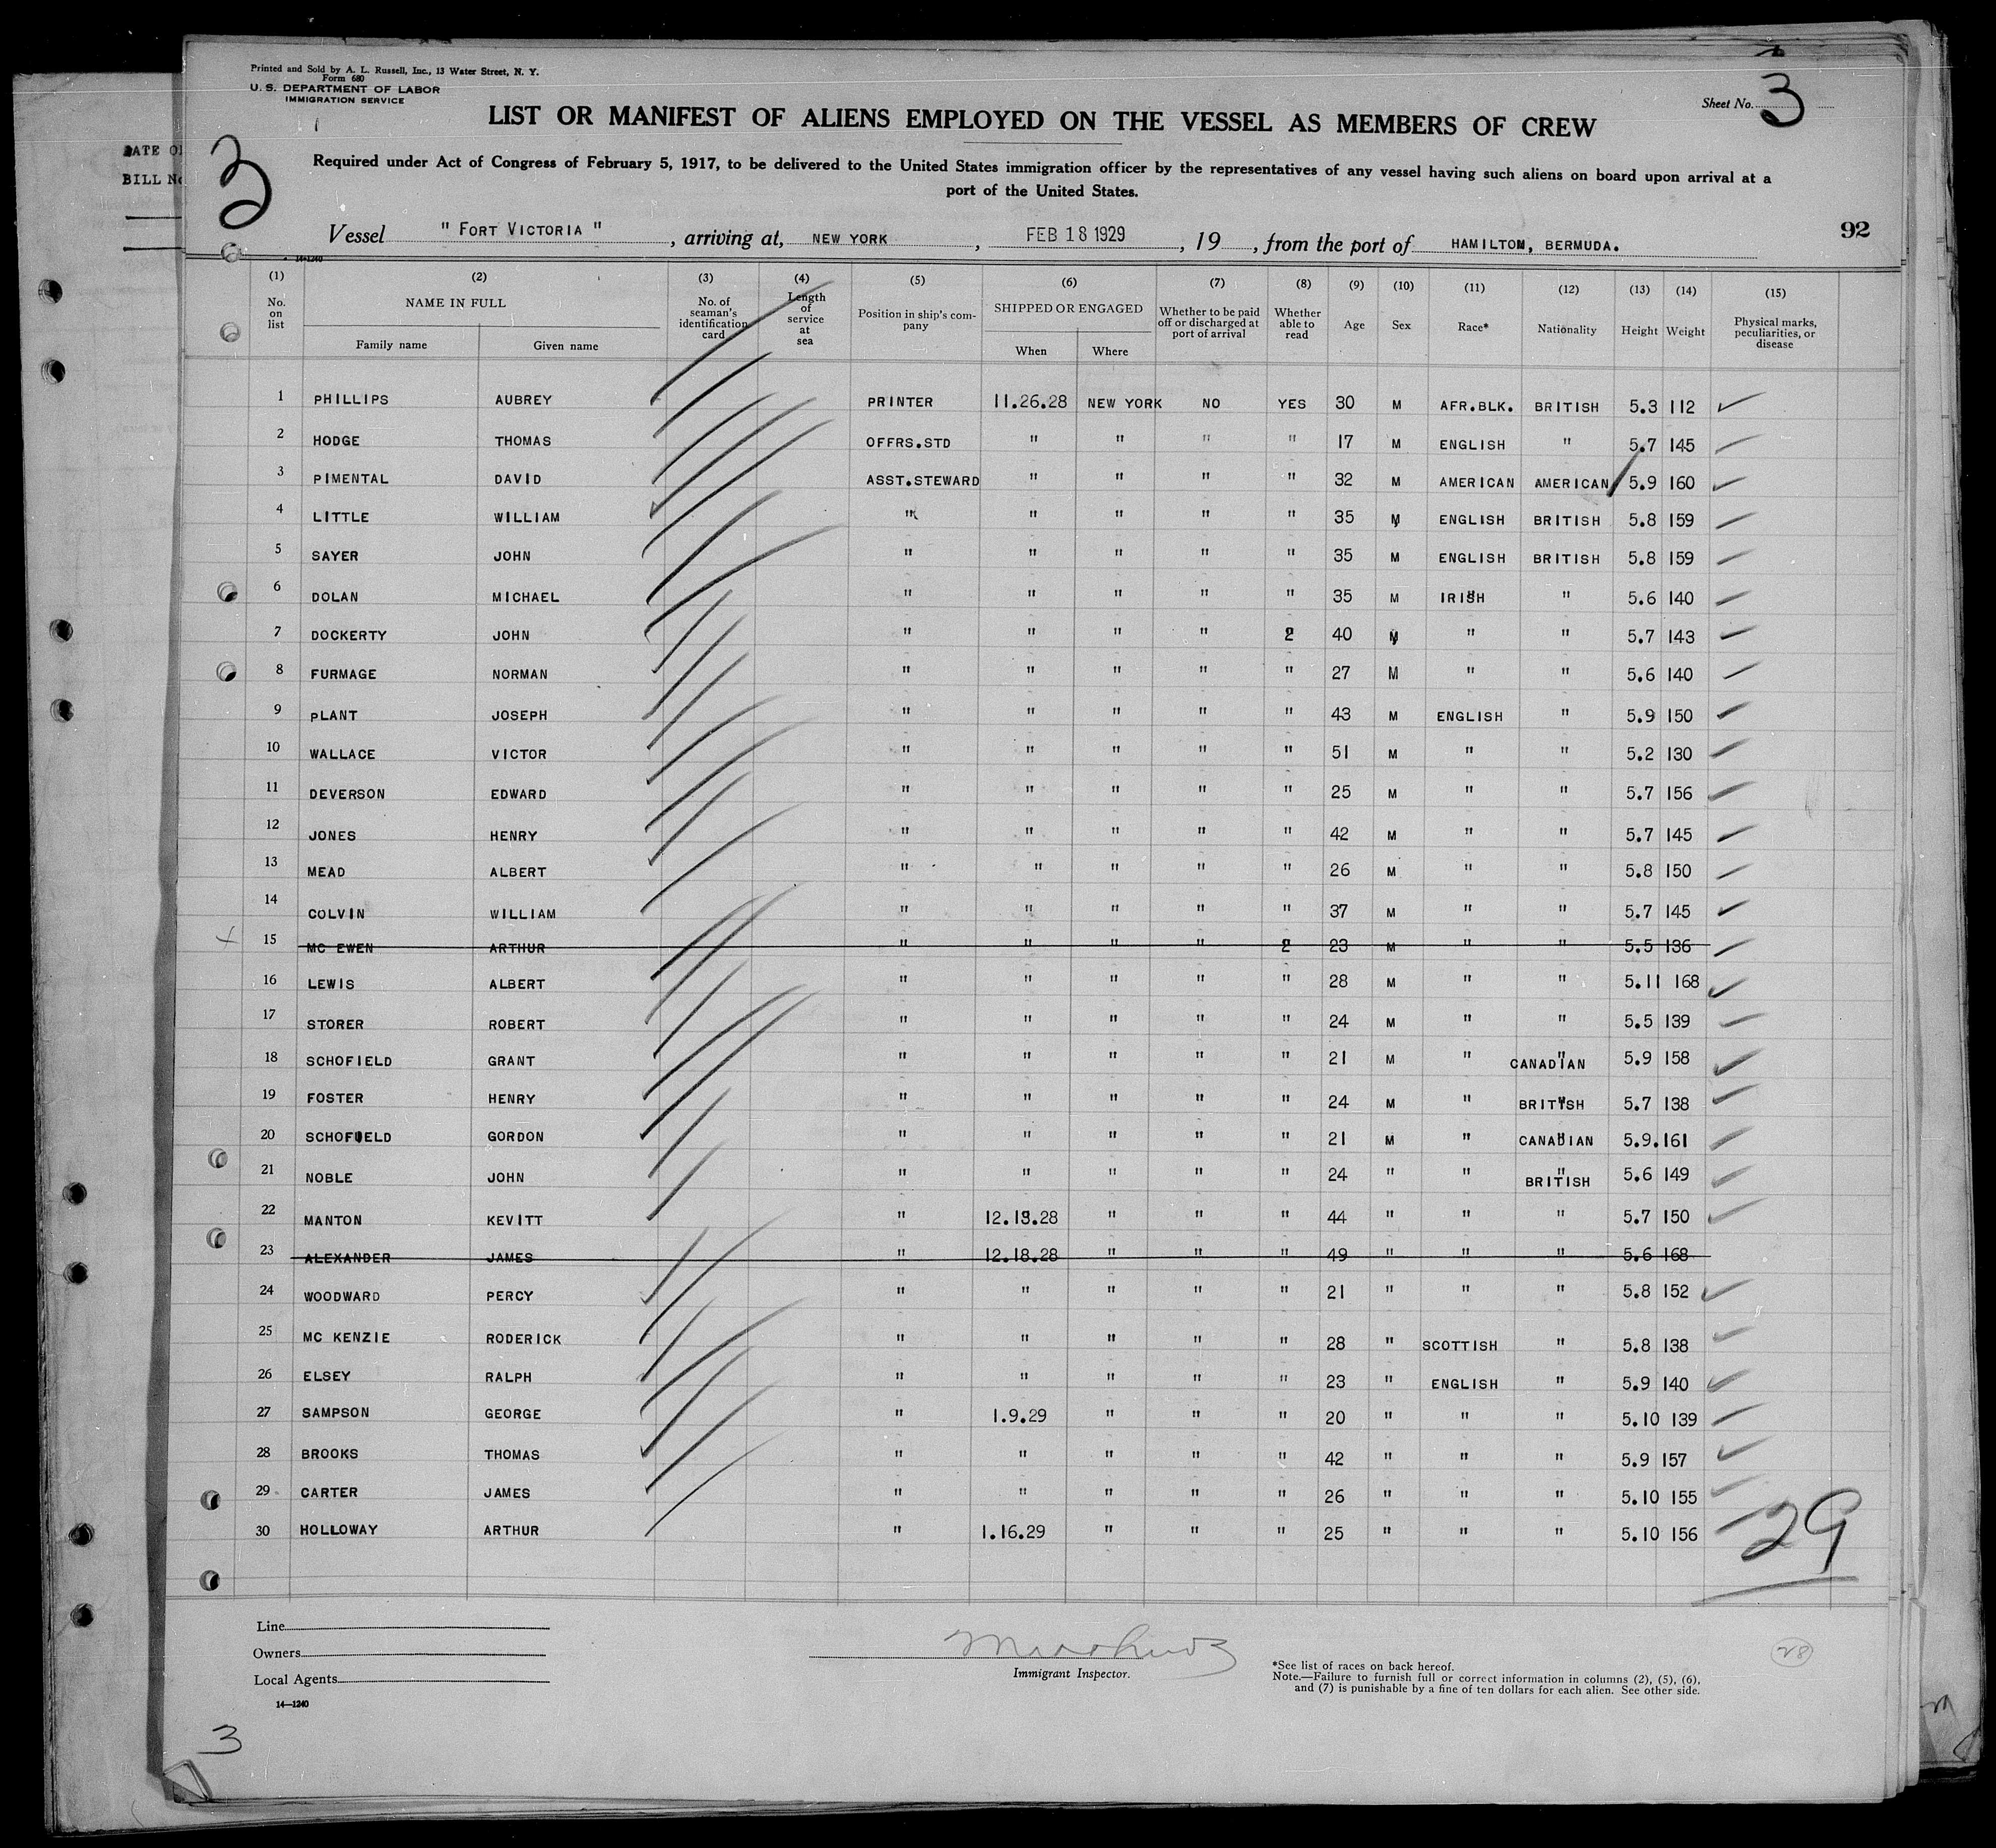 Printed and Sold by A. L. Russell, Inc., 13 Water Street, N. Y.
Form 680
U. S. DEPARTMENT OF LABOR
IMMIGRATION SERVICE
Sheet No. 3
LIST OR MANIFEST OF ALIENS EMPLOYED ON THE VESSEL AS MEMBERS OF CREW
DATE O
BILL No
3
Required under Act of Congress of February 5, 1917, to be delivered to the United States immigration officer by the representatives of any vessel having such aliens on board upon arrival at a
port of the United States.
92
Vessel " FORT VICTORIA " , arriving at, NEW YORK , FEB 18 1929 , 19 , from the port of HAMILTON, BERMUDA.
14-1240
(1) (2) (3) (4) (5) (6) (7) (8) (9) (10) (11) (12) (13) (14) (15)
No. on list NAME IN FULL Family name Given name No. of seaman's identification card Length of service at sea Position in ship's company SHIPPED OR ENGAGED When Where Whether to be paid off or discharged at port of arrival Whether able to read Age Sex Race* Nationality Height Weight Physical marks, peculiarities, or disease
1 PHILLIPS AUBREY PRINTER 11.26.28 NEW YORK NO YES 30 M AFR.BLK. BRITISH 5.3 112
2 HODGE THOMAS OFFRS.STD " " " " 17 M ENGLISH " 5.7 145
3 PIMENTAL DAVID ASST.STEWARD " " " " 32 M AMERICAN AMERICAN 5.9 160
4 LITTLE WILLIAM " " " " " 35 M ENGLISH BRITISH 5.8 159
5 SAYER JOHN " " " " " 35 M ENGLISH BRITISH 5.8 159
6 DOLAN MICHAEL " " " " " 35 M IRISH " 5.6 140
7 DOCKERTY JOHN " " " " 2 40 M " " 5.7 143
8 FURMAGE NORMAN " " " " " 27 M " " 5.6 140
9 PLANT JOSEPH " " " " " 43 M ENGLISH " 5.9 150
10 WALLACE VICTOR " " " " " 51 M " " 5.2 130
11 DEVERSON EDWARD " " " " " 25 M " " 5.7 156
12 JONES HENRY " " " " " 42 M " " 5.7 145
13 MEAD ALBERT " " " " " 26 M " " 5.8 150
14 COLVIN WILLIAM " " " " " 37 M " " 5.7 145
15 MC EWEN ARTHUR " " " " 2 23 M " " 5.5 136
16 LEWIS ALBERT " " " " " 28 M " " 5.11 168
17 STORER ROBERT " " " " " 24 M " " 5.5 139
18 SCHOFIELD GRANT " " " " " 21 M " CANADIAN 5.9 158
19 FOSTER HENRY " " " " " 24 M " BRITISH 5.7 138
20 SCHOFIELD GORDON " " " " " 21 M " CANADIAN 5.9.161
21 NOBLE JOHN " " " " " 24 " " BRITISH 5.6 149
22 MANTON KEVITT " 12.13.28 " " " 44 " " " 5.7 150
23 ALEXANDER JAMES " 12.18.28 " " " 49 " " " 5.6 168
24 WOODWARD PERCY " " " " " 21 " " " 5.8 152
25 MC KENZIE RODERICK " " " " " 28 " SCOTTISH " 5.8 138
26 ELSEY RALPH " " " " " 23 " ENGLISH " 5.9 140
27 SAMPSON GEORGE " 1.9.29 " " " 20 " " " 5.10 139
28 BROOKS THOMAS " " " " " 42 " " " 5.9 157
29 CARTER JAMES " " " " " 26 " " " 5.10 155
30 HOLLOWAY ARTHUR " 1.16.29 " " " 25 " " " 5.10 156
29
Line
Owners
Local Agents
14—1240
Immigrant Inspector.
*See list of races on back hereof.
Note.—Failure to furnish full or correct information in columns (2), (5), (6),
and (7) is punishable by a fine of ten dollars for each alien. See other side.
28
3